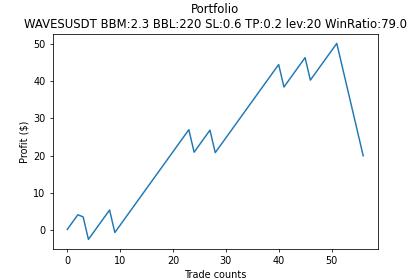 Portfolio
WAVESUSDT BBM:2.3 BBL:220 SL:0.6 TP:0.2 lev:20 WinRatio:79.0
50
40
30
20
10
0
Profit ($)
0 10 20 30 40 50
Trade counts